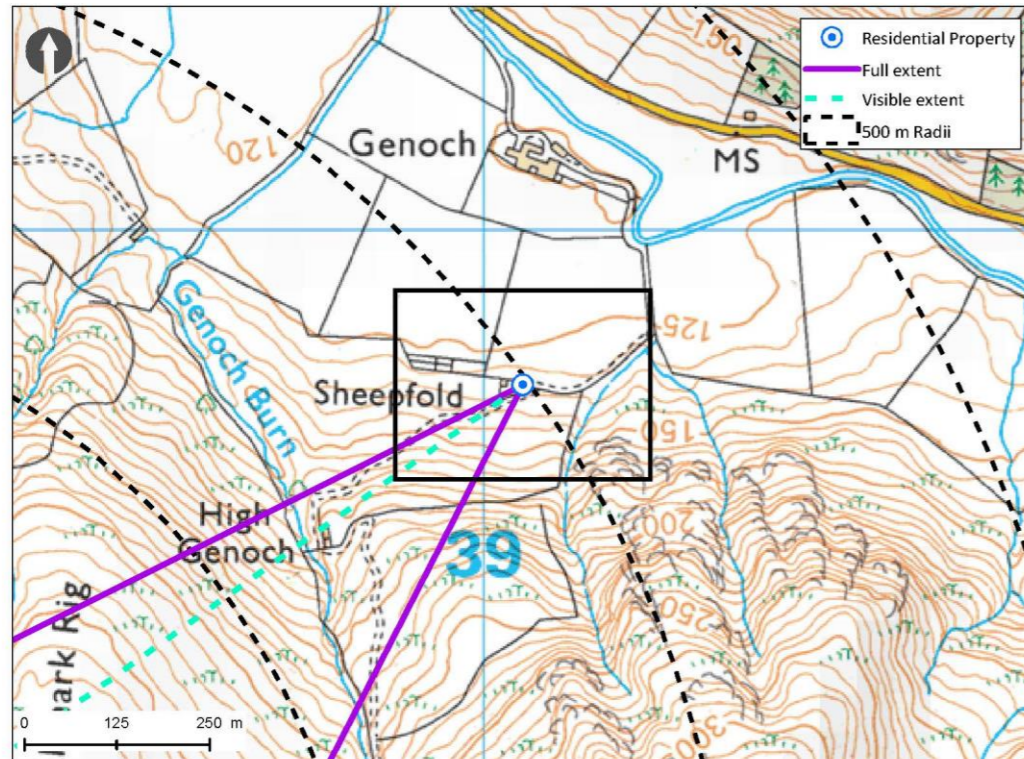 Residential Property
Full extent
Visible extent
500 m Radii
150
120
Genoch
MS
125
Genoch Burn
Sheepfold
150
High
Genoch
200
39
250
ark Rig
300
0 125 250 m